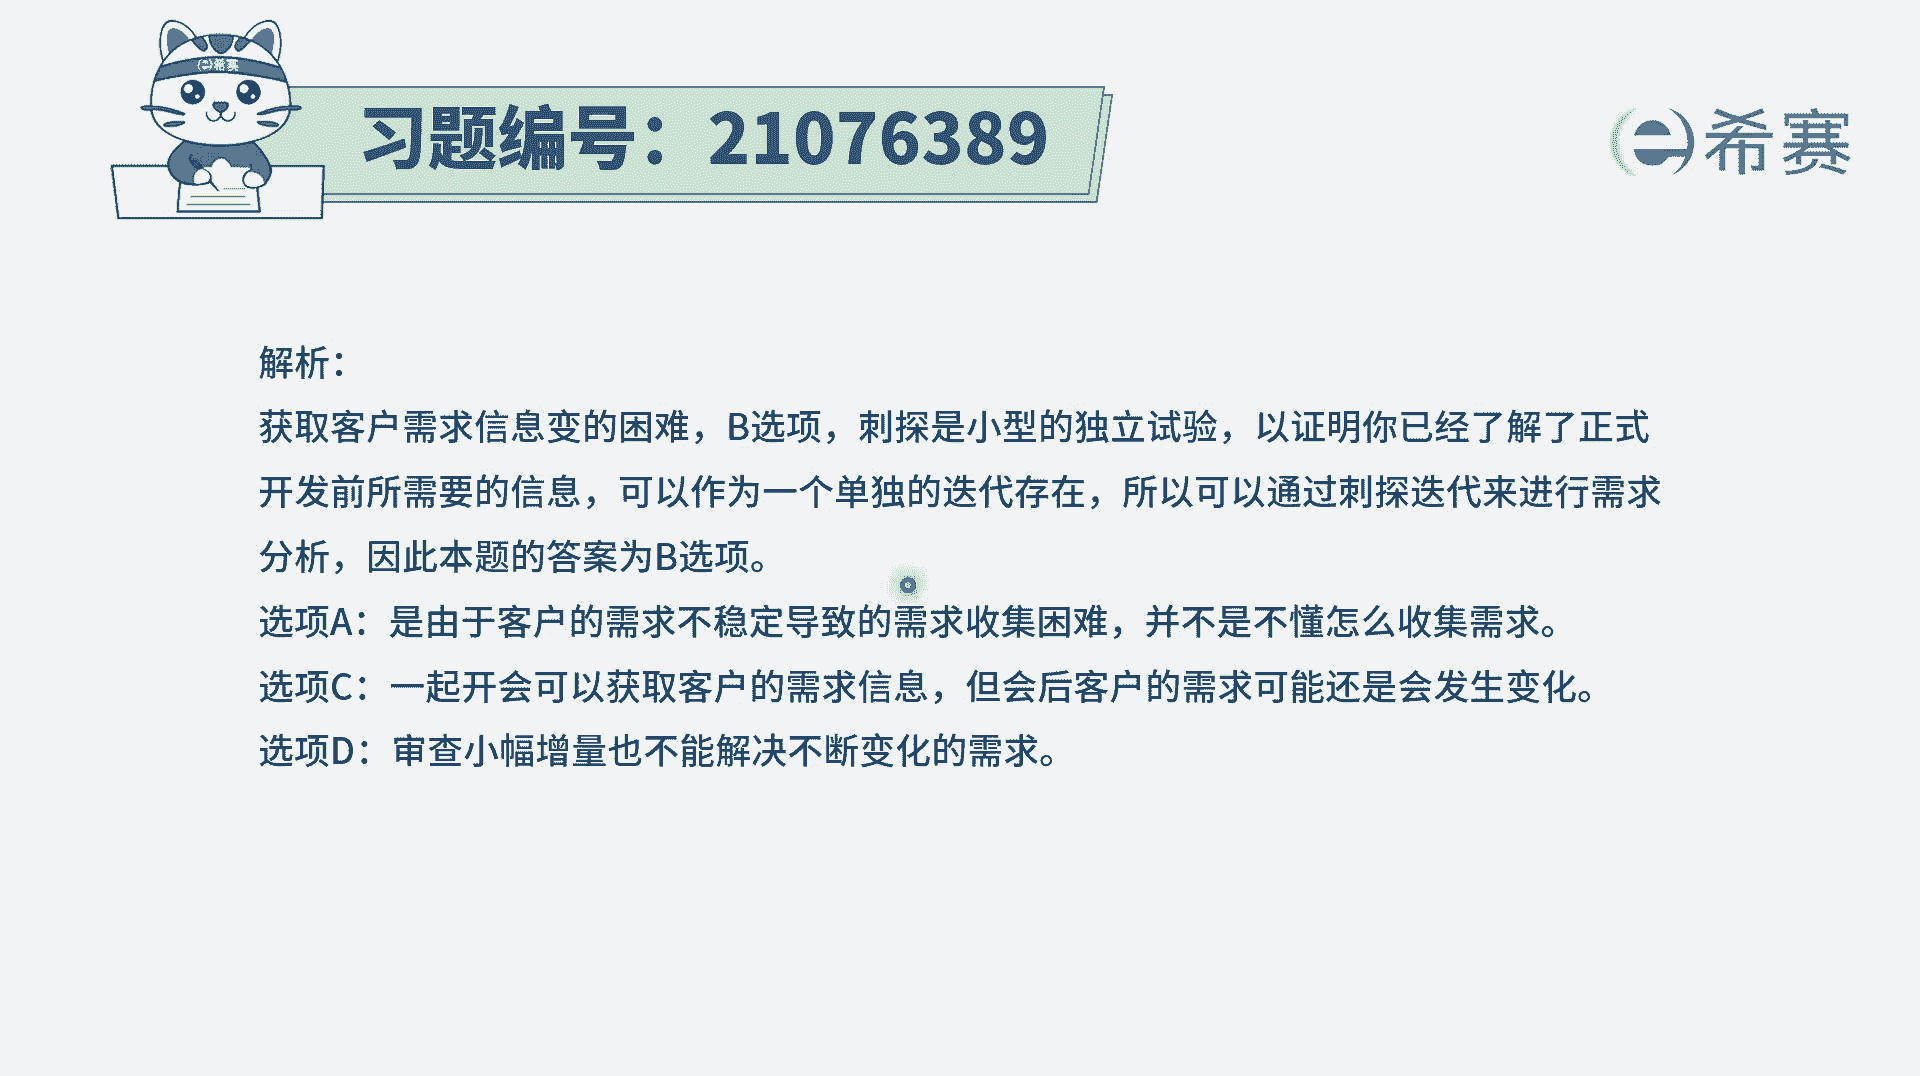 希赛
习题编号：21076389
希赛
解析：
获取客户需求信息变的困难，B选项，刺探是小型的独立试验，以证明你已经了解了正式
开发前所需要的信息，可以作为一个单独的迭代存在，所以可以通过刺探迭代来进行需求
分析，因此本题的答案为B选项。
选项A：是由于客户的需求不稳定导致的需求收集困难，并不是不懂怎么收集需求。
选项C：一起开会可以获取客户的需求信息，但会后客户的需求可能还是会发生变化。
选项D：审查小幅增量也不能解决不断变化的需求。